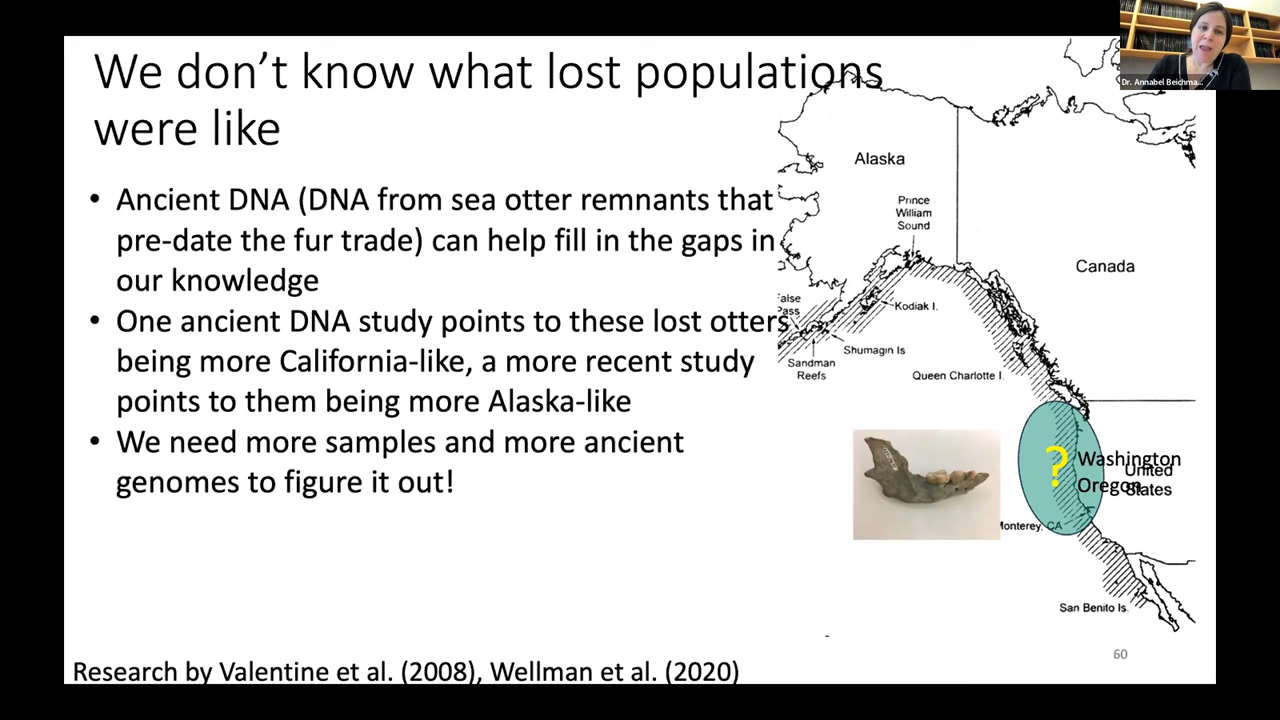 We don't know what lost populations
were like
• Ancient DNA (DNA from sea otter remnants that
pre-date the fur trade) can help fill in the gaps in
our knowledge
• One ancient DNA study points to these lost otters
being more California-like, a more recent study
points to them being more Alaska-like
• We need more samples and more ancient
genomes to figure it out!
Research by Valentine et al. (2008), Wellman et al. (2020)
Dr. Annabel Beichma...
Alaska
Prince
William
Sound
Canada
False
Pass
Kodiak I.
Shumagin Is
Sandman
Reefs
Queen Charlotte I.
?
Washington
Oregon
United
States
Monterey, CA
San Benito Is.
60